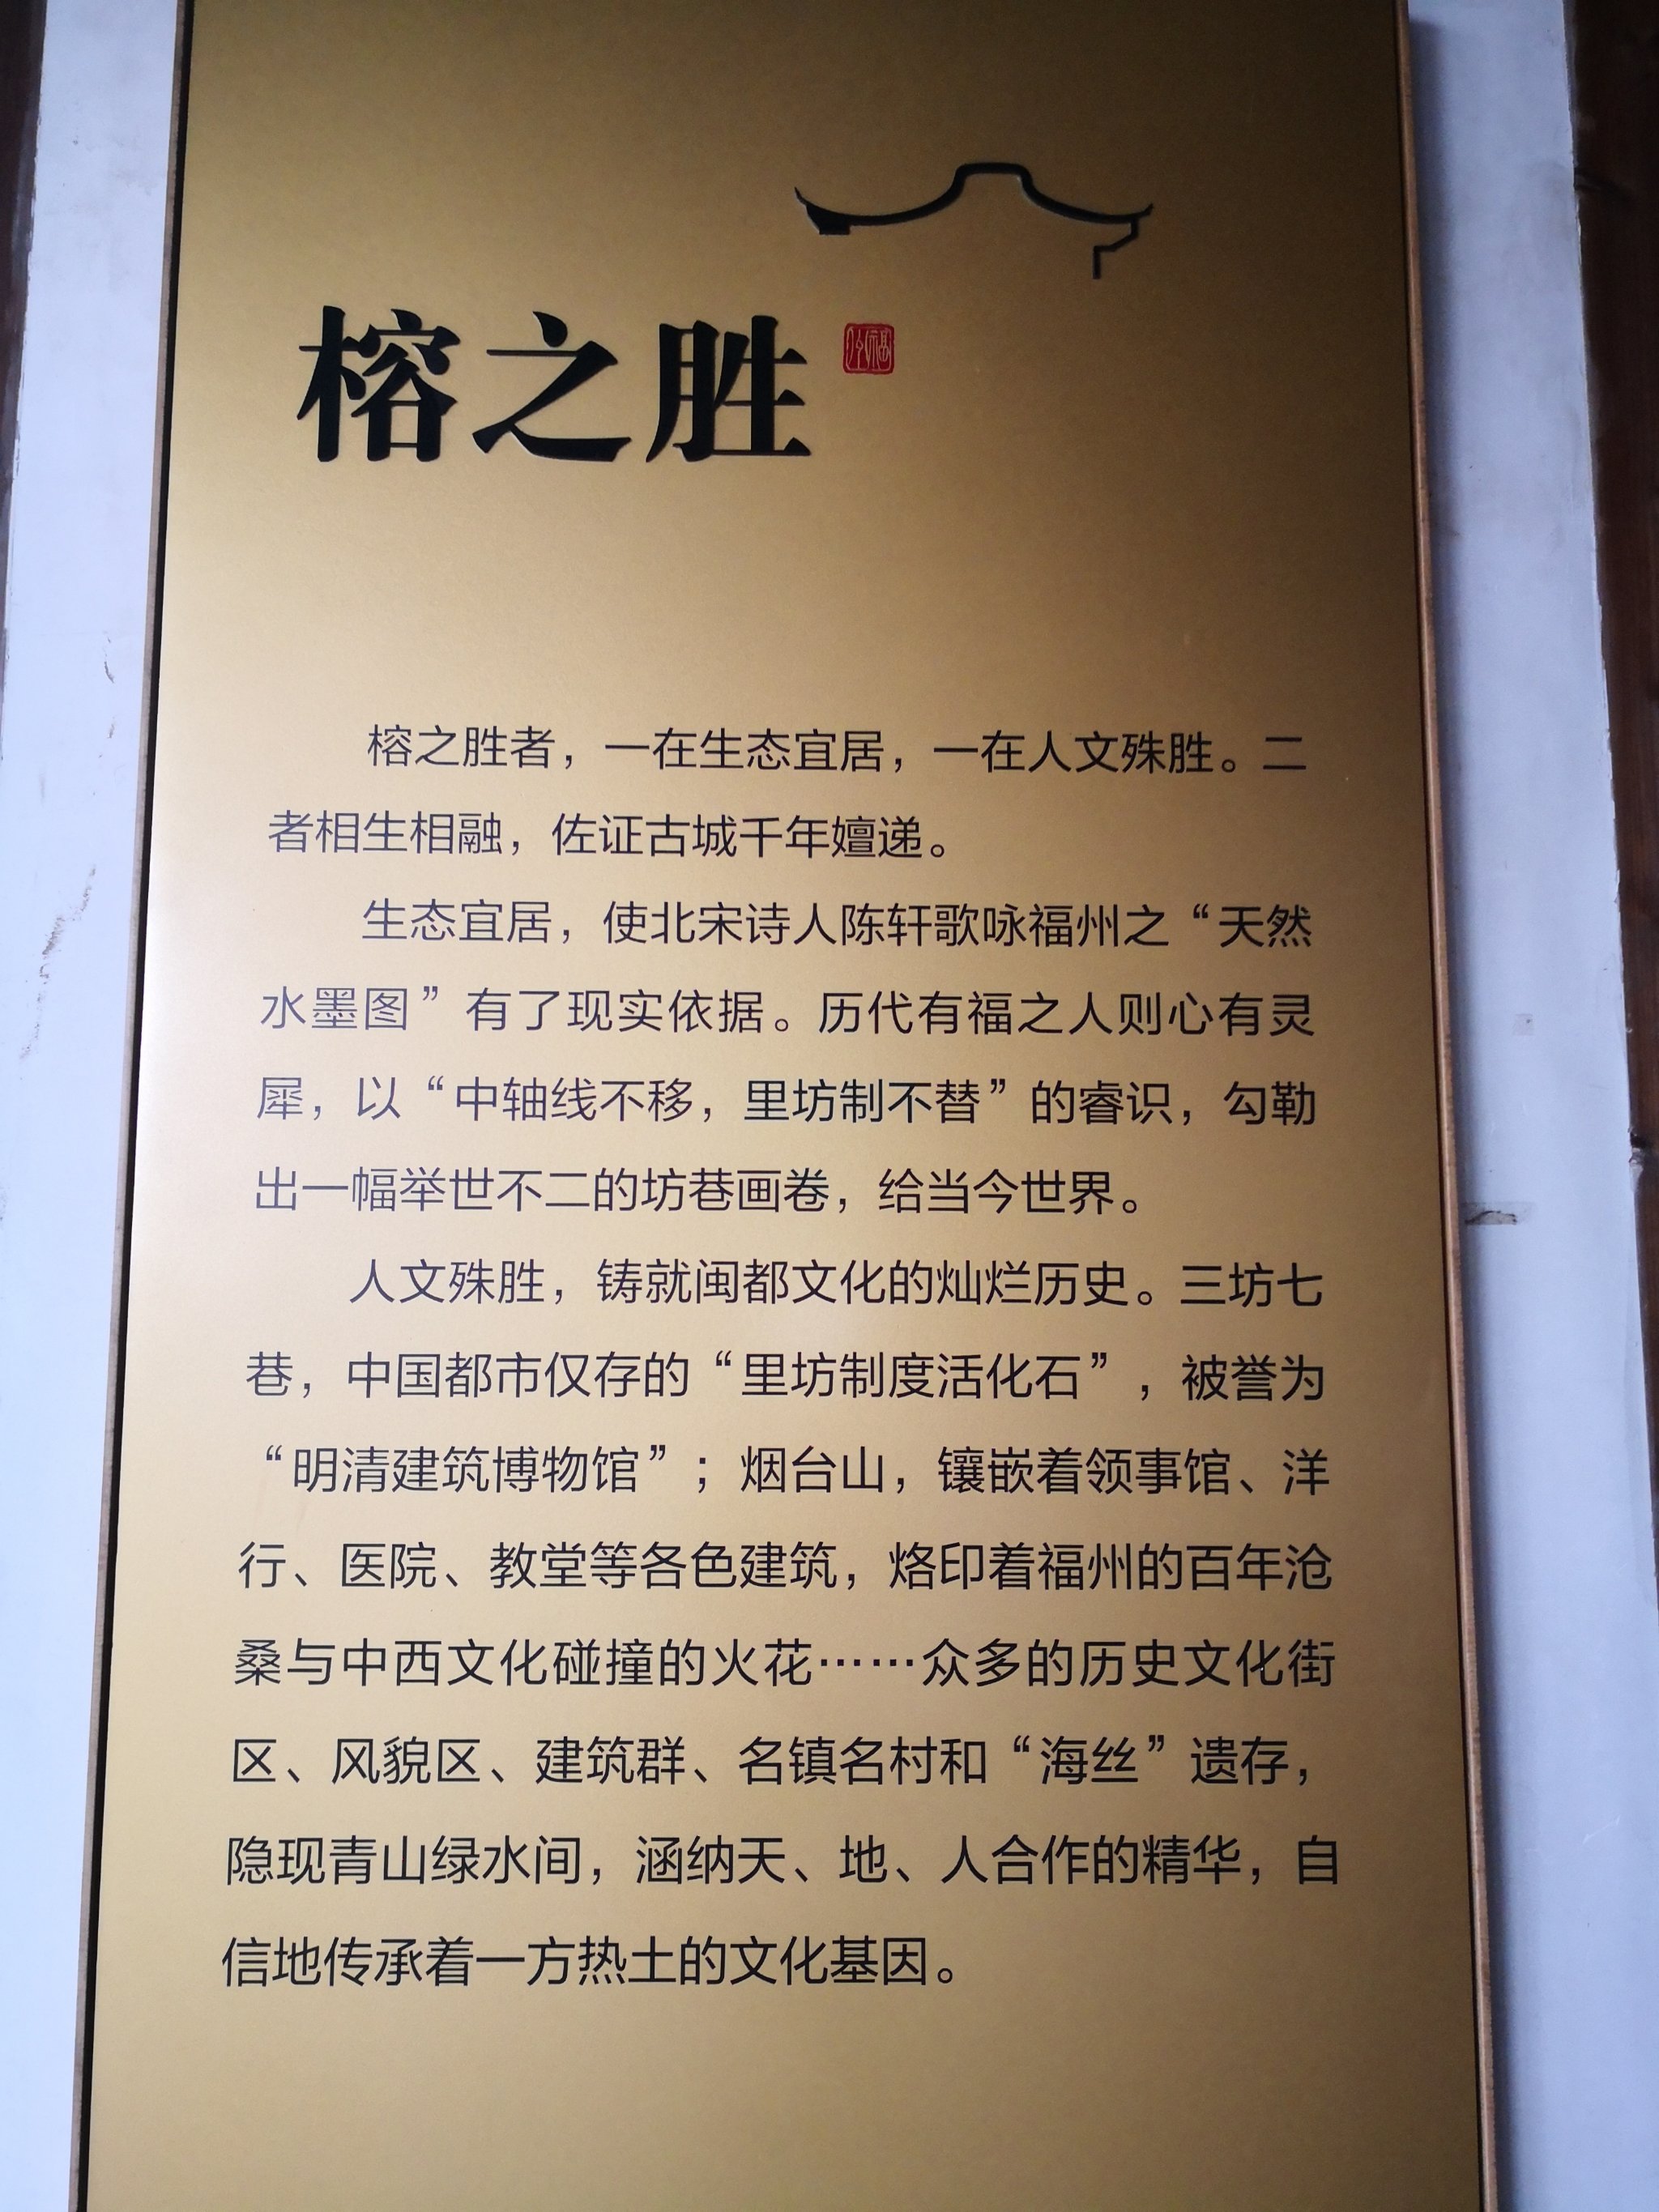 榕之胜
福州
榕之胜者，一在生态宜居，一在人文殊胜。二
者相生相融，佐证古城千年嬗递。
生态宜居，使北宋诗人陈轩歌咏福州之“天然
水墨图”有了现实依据。历代有福之人则心有灵
犀，以“中轴线不移，里坊制不替”的睿识，勾勒
出一幅举世不二的坊巷画卷，给当今世界。
人文殊胜，铸就闽都文化的灿烂历史。三坊七
巷，中国都市仅存的“里坊制度活化石”，被誉为
“明清建筑博物馆”；烟台山，镶嵌着领事馆、洋
行、医院、教堂等各色建筑，烙印着福州的百年沧
桑与中西文化碰撞的火花……众多的历史文化街
区、风貌区、建筑群、名镇名村和“海丝”遗存，
隐现青山绿水间，涵纳天、地、人合作的精华，自
信地传承着一方热土的文化基因。